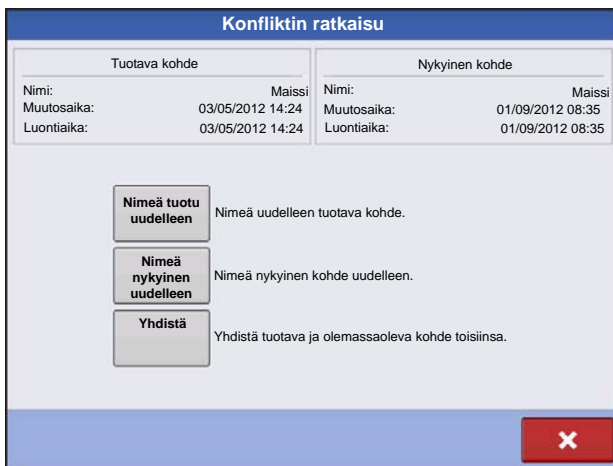 Konfliktin ratkaisu
Tuotava kohde
Nimi: Maissi
Muutosaika: 03/05/2012 14:24
Luontiaika: 03/05/2012 14:24
Nykyinen kohde
Nimi: Maissi
Muutosaika: 01/09/2012 08:35
Luontiaika: 01/09/2012 08:35
Nimeä tuotu
uudelleen
Nimeä uudelleen tuotava kohde.
Nimeä
nykyinen
uudelleen
Nimeä nykyinen kohde uudelleen.
Yhdistä
Yhdistä tuotava ja olemassaoleva kohde toisiinsa.